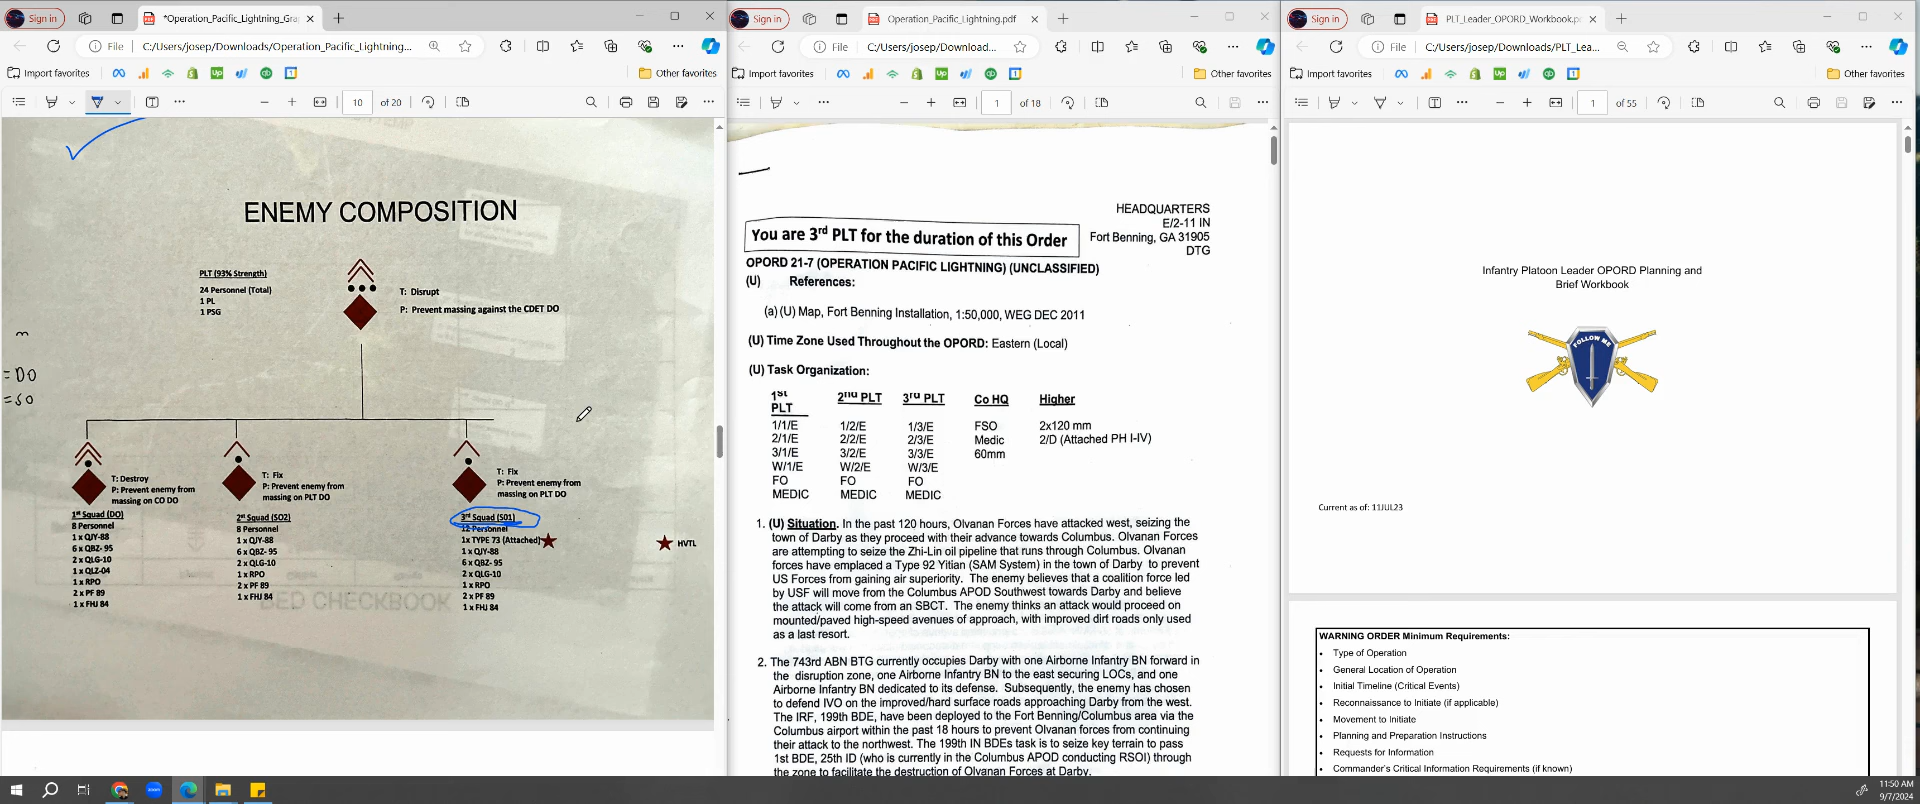 Sign in
*Operation_Pacific_Lightning_Gra
Sign in
Operation_Pacific_Lightning.pdf
Sign in
PLT_Leader_OPORD_Workbook.p
File C:/Users/josep/Downloads/Operation_Pacific_Lightning...
File C:/Users/josep/Download...
File C:/Users/josep/Downloads/PLT_Lea...
Import favorites
Other favorites
Import favorites
Other favorites
Import favorites
Other favorites
10 of 20
1 of 18
1 of 55
ENEMY COMPOSITION
PLT (93% Strength)
24 Personnel (Total)
1 PL
1 PSG
T: Disrupt
P: Prevent massing against the CDET DO
m
= DO
= SO
T: Destroy
P: Prevent enemy from
massing on CO DO
1st Squad (DO)
8 Personnel
1 x QJY-88
6 x QBZ- 95
2 x QLG-10
1 x QLZ-04
1 x RPO
2 x PF 89
1 x FHJ 84
T: Fix
P: Prevent enemy from
massing on PLT DO
2nd Squad (SO2)
8 Personnel
1 x QJY-88
6 x QBZ- 95
2 x QLG-10
1 x RPO
2 x PF 89
1 x FHJ 84
T: Fix
P: Prevent enemy from
massing on PLT DO
3rd Squad (SO1)
12 Personnel
1x TYPE 73 (Attached)
1 x QJY-88
6 x QBZ- 95
2 x QLG-10
1 x RPO
2 x PF 89
1 x FHJ 84
HVTL
BED CHECKBOOK
HEADQUARTERS
E/2-11 IN
Fort Benning, GA 31905
DTG
You are 3rd PLT for the duration of this Order
OPORD 21-7 (OPERATION PACIFIC LIGHTNING) (UNCLASSIFIED)
(U) References:
(a) (U) Map, Fort Benning Installation, 1:50,000, WEG DEC 2011
(U) Time Zone Used Throughout the OPORD: Eastern (Local)
(U) Task Organization:
1st PLT 2nd PLT 3rd PLT Co HQ Higher
1/1/E 1/2/E 1/3/E FSO 2x120 mm
2/1/E 2/2/E 2/3/E Medic 2/D (Attached PH I-IV)
3/1/E 3/2/E 3/3/E 60mm
W/1/E W/2/E W/3/E
FO FO FO
MEDIC MEDIC MEDIC
1. (U) Situation. In the past 120 hours, Olvanan Forces have attacked west, seizing the
town of Darby as they proceed with their advance towards Columbus. Olvanan Forces
are attempting to seize the Zhi-Lin oil pipeline that runs through Columbus. Olvanan
forces have emplaced a Type 92 Yitian (SAM System) in the town of Darby to prevent
US Forces from gaining air superiority. The enemy believes that a coalition force led
by USF will move from the Columbus APOD Southwest towards Darby and believe
the attack will come from an SBCT. The enemy thinks an attack would proceed on
mounted/paved high-speed avenues of approach, with improved dirt roads only used
as a last resort.
2. The 743rd ABN BTG currently occupies Darby with one Airborne Infantry BN forward in
the disruption zone, one Airborne Infantry BN to the east securing LOCs, and one
Airborne Infantry BN dedicated to its defense. Subsequently, the enemy has chosen
to defend IVO on the improved/hard surface roads approaching Darby from the west.
The IRF, 199th BDE, have been deployed to the Fort Benning/Columbus area via the
Columbus airport within the past 18 hours to prevent Olvanan forces from continuing
their attack to the northwest. The 199th IN BDEs task is to seize key terrain to pass
1st BDE, 25th ID (who is currently in the Columbus APOD conducting RSOI) through
the zone to facilitate the destruction of Olvanan Forces at Darby.
Infantry Platoon Leader OPORD Planning and
Brief Workbook
FOLLOW ME
Current as of: 11JUL23
WARNING ORDER Minimum Requirements:
• Type of Operation
• General Location of Operation
• Initial Timeline (Critical Events)
• Reconnaissance to Initiate (if applicable)
• Movement to Initiate
• Planning and Preparation Instructions
• Requests for Information
• Commander's Critical Information Requirements (if known)
11:50 AM
9/7/2024